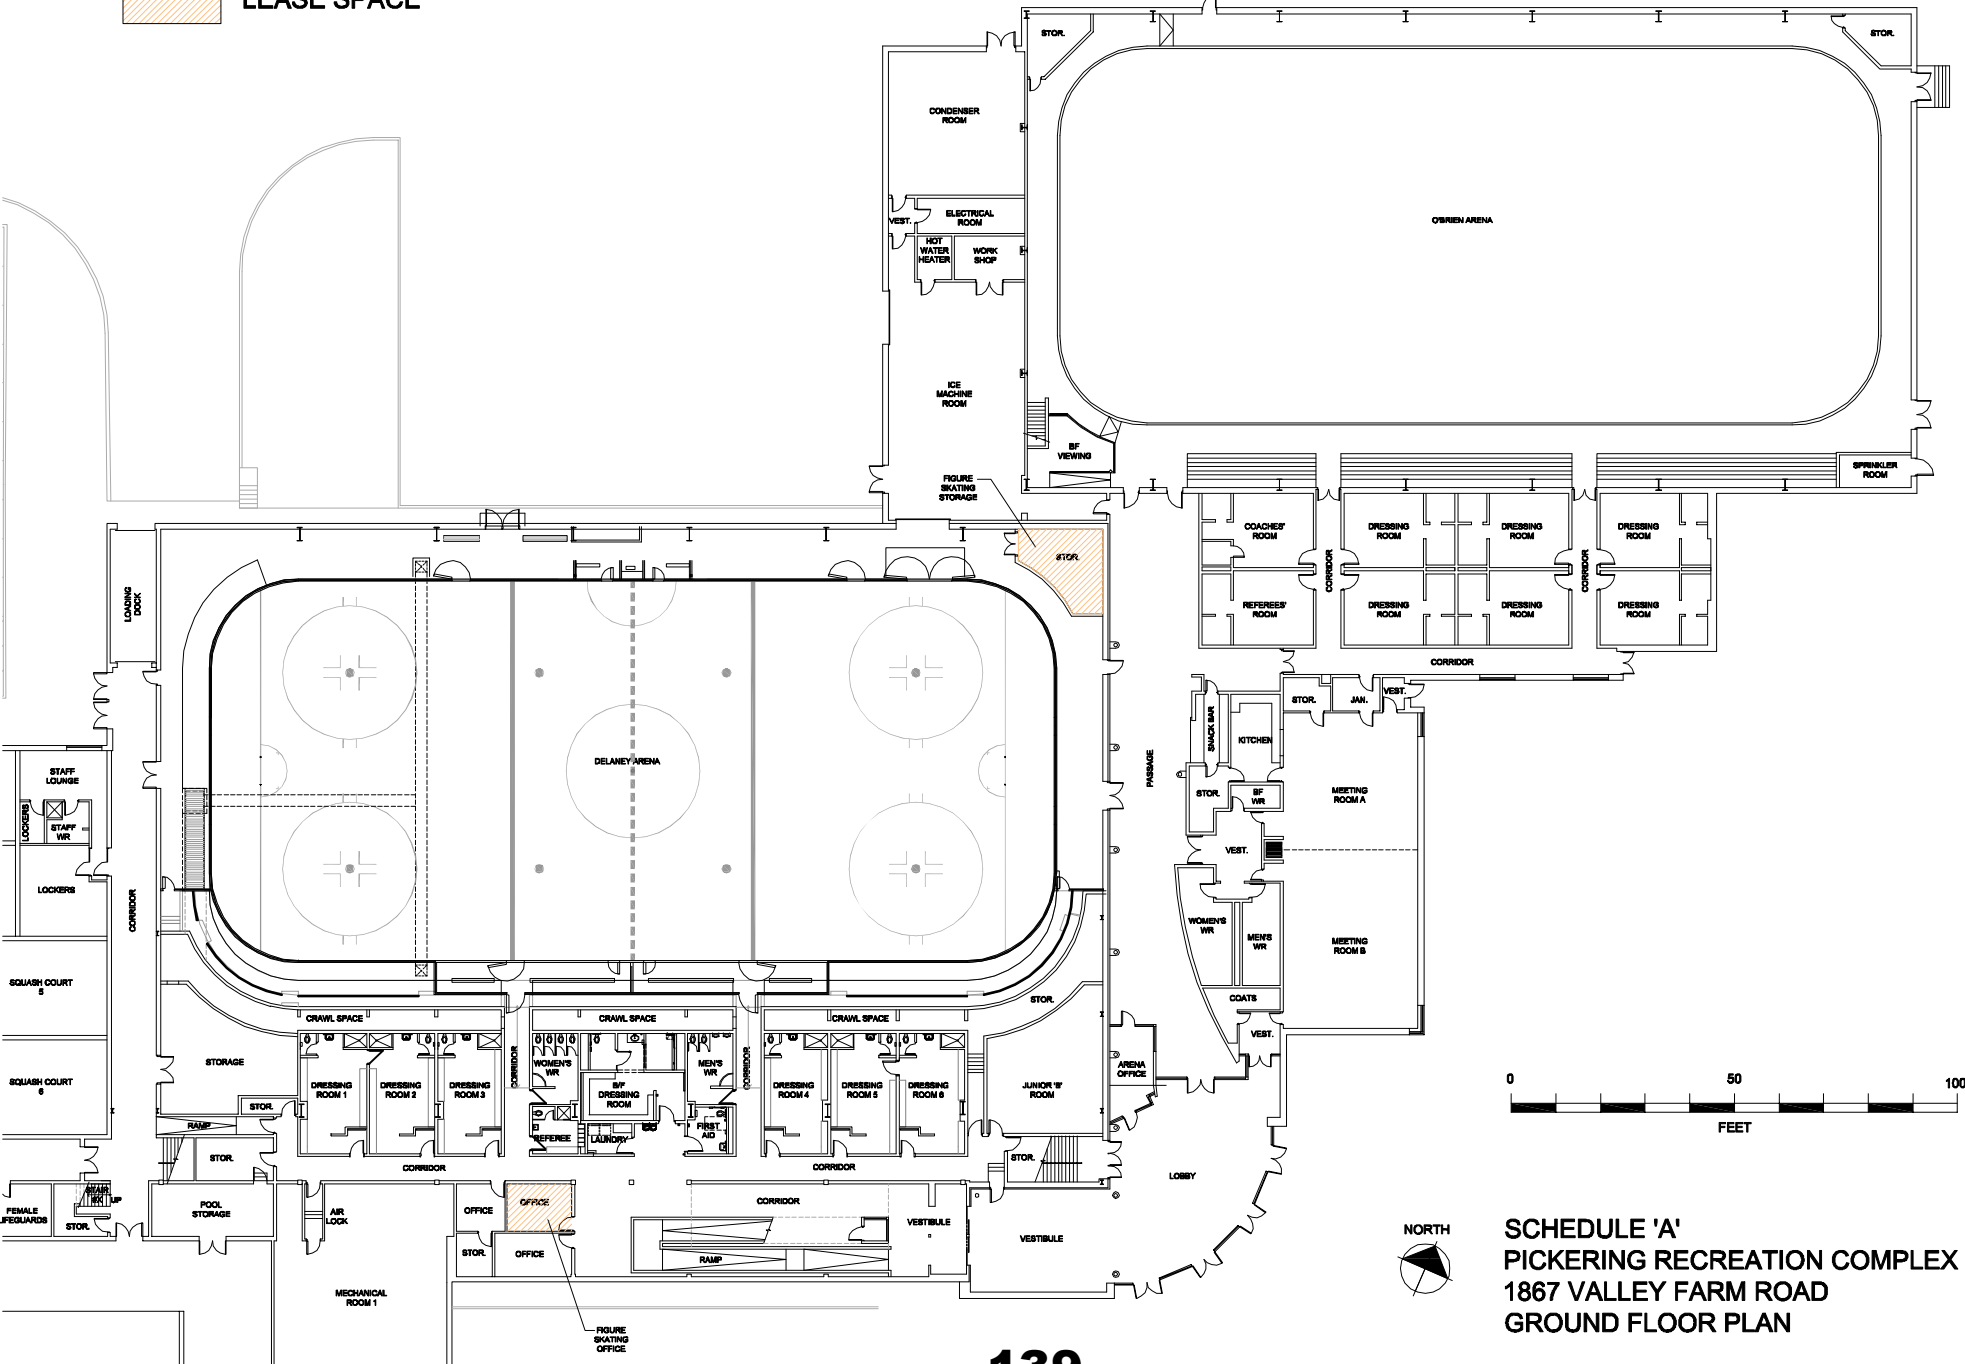 LEASE SPACE
STOR.
STOR.
CONDENSER
ROOM
VEST.
ELECTRICAL
ROOM
O'BRIEN ARENA
HOT
WATER
HEATER
WORK
SHOP
ICE
MACHINE
ROOM
BF
VIEWING
SPRINKLER
ROOM
FIGURE
SKATING
STORAGE
STOR.
COACHES'
ROOM
DRESSING
ROOM
DRESSING
ROOM
DRESSING
ROOM
CORRIDOR
CORRIDOR
REFEREES'
ROOM
DRESSING
ROOM
DRESSING
ROOM
DRESSING
ROOM
CORRIDOR
LOADING
DOCK
STOR.
JAN.
VEST.
SNACK BAR
KITCHEN
PASSAGE
DELANEY ARENA
STAFF
LOUNGE
LOCKERS
STAFF
WR
STOR.
BF
WR
MEETING
ROOM A
VEST.
LOCKERS
CORRIDOR
WOMEN'S
WR
MEN'S
WR
MEETING
ROOM B
SQUASH COURT
5
COATS
STOR.
VEST.
CRAWL SPACE
CRAWL SPACE
CRAWL SPACE
STORAGE
CORRIDOR
WOMEN'S
WR
MEN'S
WR
CORRIDOR
ARENA
OFFICE
SQUASH COURT
6
DRESSING
ROOM 1
DRESSING
ROOM 2
DRESSING
ROOM 3
B/F
DRESSING
ROOM
DRESSING
ROOM 4
DRESSING
ROOM 5
DRESSING
ROOM 6
JUNIOR 'B'
ROOM
STOR.
RAMP
REFEREE
LAUNDRY
FIRST
AID
0
50
100
FEET
STOR.
CORRIDOR
CORRIDOR
STOR.
LOBBY
STAIR
UP
FEMALE
LIFEGUARDS
STOR.
POOL
STORAGE
AIR
LOCK
OFFICE
OFFICE
CORRIDOR
VESTIBULE
VESTIBULE
STOR.
OFFICE
RAMP
MECHANICAL
ROOM 1
FIGURE
SKATING
OFFICE
NORTH
SCHEDULE 'A'
PICKERING RECREATION COMPLEX
1867 VALLEY FARM ROAD
GROUND FLOOR PLAN
139